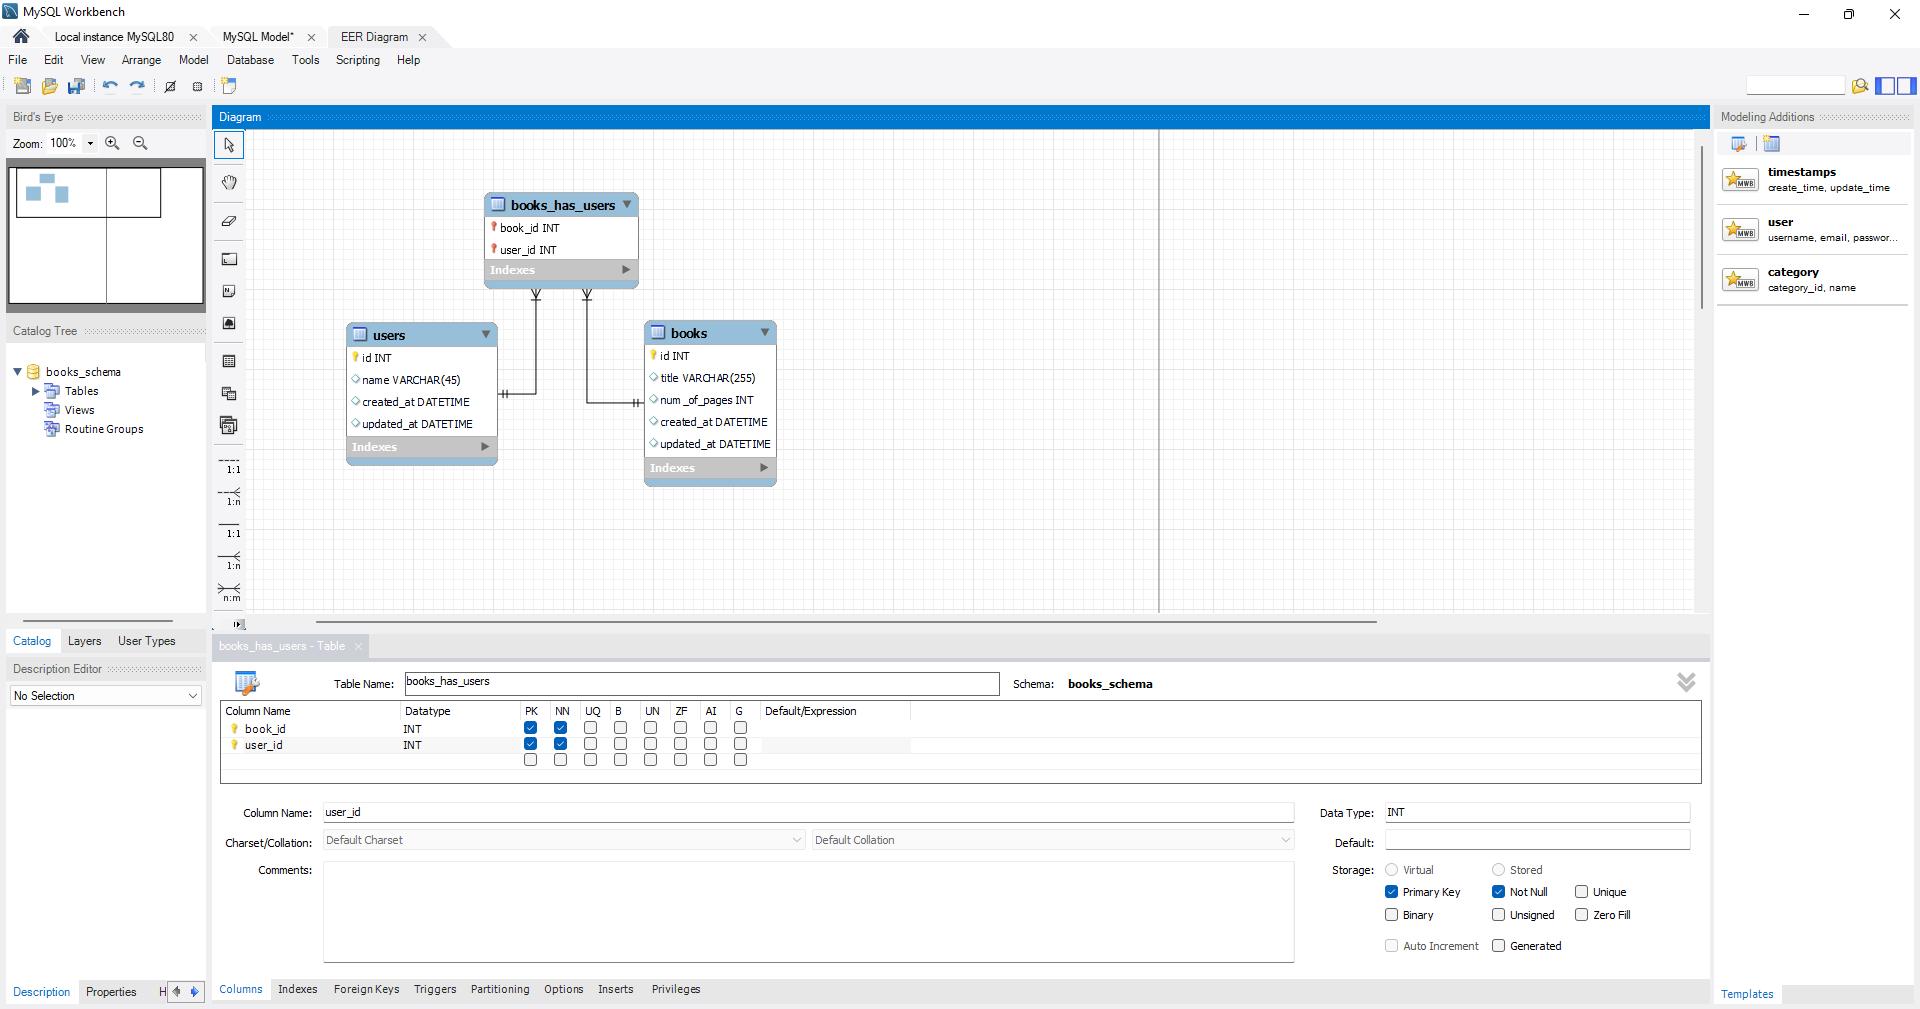 MySQL Workbench
Local instance MySQL80
MySQL Model*
EER Diagram
File Edit View Arrange Model Database Tools Scripting Help
Bird's Eye
Zoom: 100%
Catalog Tree
books_schema
Tables
Views
Routine Groups
Catalog Layers User Types
Description Editor
No Selection
Description Properties H
Diagram
1:1
1:n
1:1
1:n
n:m
books_has_users
book_id INT
user_id INT
Indexes
users
id INT
name VARCHAR(45)
created_at DATETIME
updated_at DATETIME
Indexes
books
id INT
title VARCHAR(255)
num _of_pages INT
created_at DATETIME
updated_at DATETIME
Indexes
Modeling Additions
MWB
timestamps
create_time, update_time
MWB
user
username, email, passwor...
MWB
category
category_id, name
Templates
books_has_users - Table
Table Name: books_has_users Schema: books_schema
Column Name Datatype PK NN UQ B UN ZF AI G Default/Expression
book_id INT
user_id INT
Column Name: user_id Data Type: INT
Charset/Collation: Default Charset Default Collation Default:
Comments: Storage: Virtual Stored
Primary Key Not Null Unique
Binary Unsigned Zero Fill
Auto Increment Generated
Columns Indexes Foreign Keys Triggers Partitioning Options Inserts Privileges